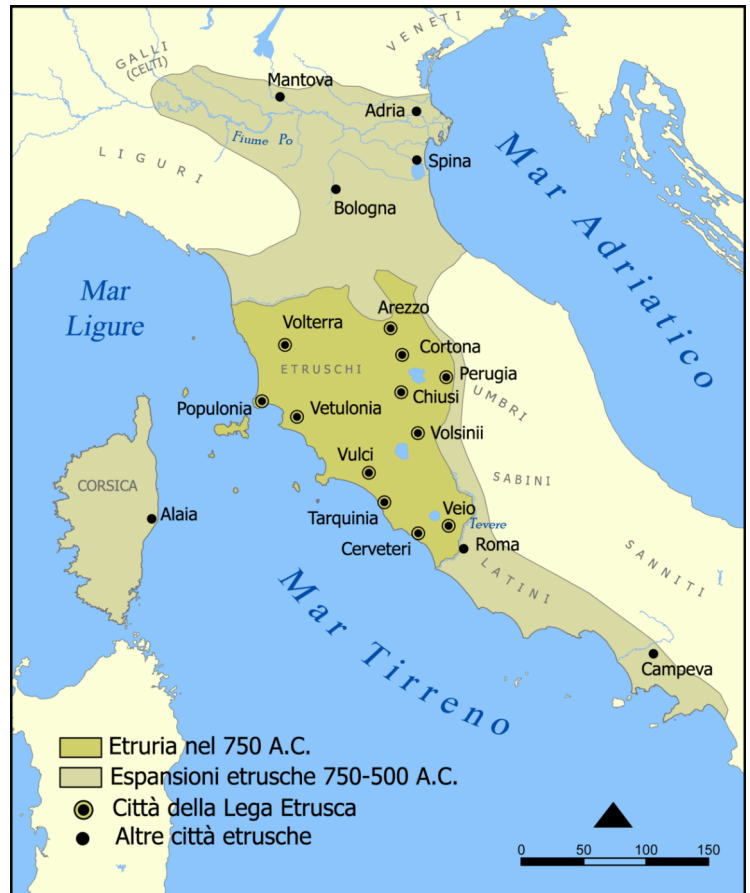 VENETI
GALLI
(CELTI)
Mantova
Adria
Fiume Po
LIGURI
Spina
Bologna
Mar Adriatico
Mar
Ligure
Arezzo
Volterra
Cortona
ETRUSCHI
Perugia
Chiusi
UMBRI
Populonia
Vetulonia
Volsinii
Vulci
SABINI
CORSICA
Alaia
Tarquinia
Veio
Tevere
Cerveteri
Roma
LATINI
SANNITI
Mar Tirreno
Campeva
Etruria nel 750 A.C.
Espansioni etrusche 750-500 A.C.
Città della Lega Etrusca
Altre città etrusche
0 50 100 150